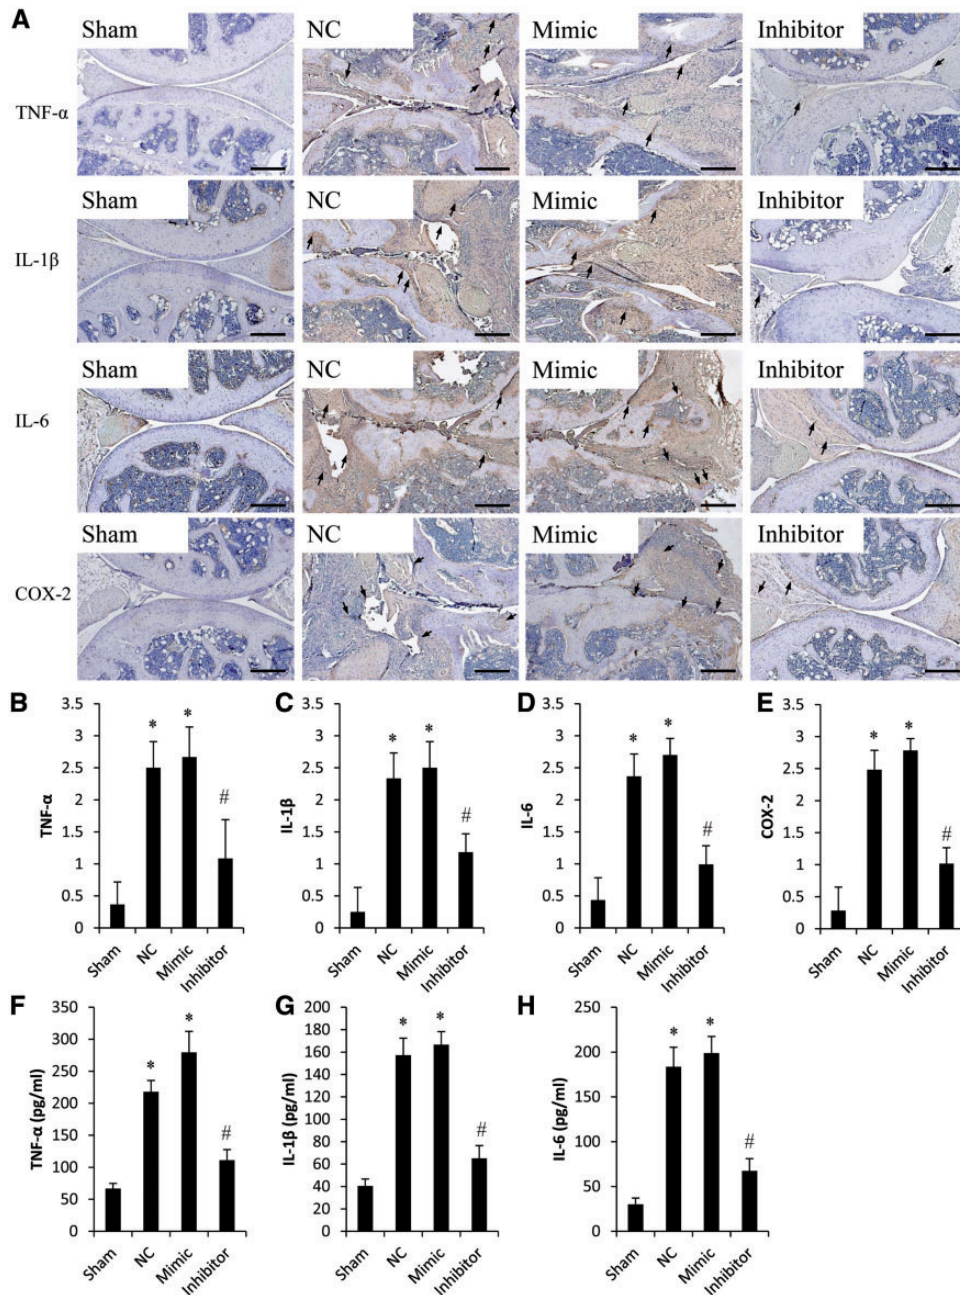 A
Sham NC Mimic Inhibitor
TNF-α
Sham NC Mimic Inhibitor
IL-1β
Sham NC Mimic Inhibitor
IL-6
Sham NC Mimic Inhibitor
COX-2
B
TNF-α
3.5
3
2.5
2
1.5
1
0.5
0
* * #
Sham NC Mimic Inhibitor
C
IL-1β
3.5
3
2.5
2
1.5
1
0.5
0
* * #
Sham NC Mimic Inhibitor
D
IL-6
3.5
3
2.5
2
1.5
1
0.5
0
* * #
Sham NC Mimic Inhibitor
E
COX-2
3.5
3
2.5
2
1.5
1
0.5
0
* * #
Sham NC Mimic Inhibitor
F
TNF-α (pg/ml)
350
300
250
200
150
100
50
0
* * #
Sham NC Mimic Inhibitor
G
IL-1β (pg/ml)
200
180
160
140
120
100
80
60
40
20
0
* * #
Sham NC Mimic Inhibitor
H
IL-6 (pg/ml)
250
200
150
100
50
0
* * #
Sham NC Mimic Inhibitor